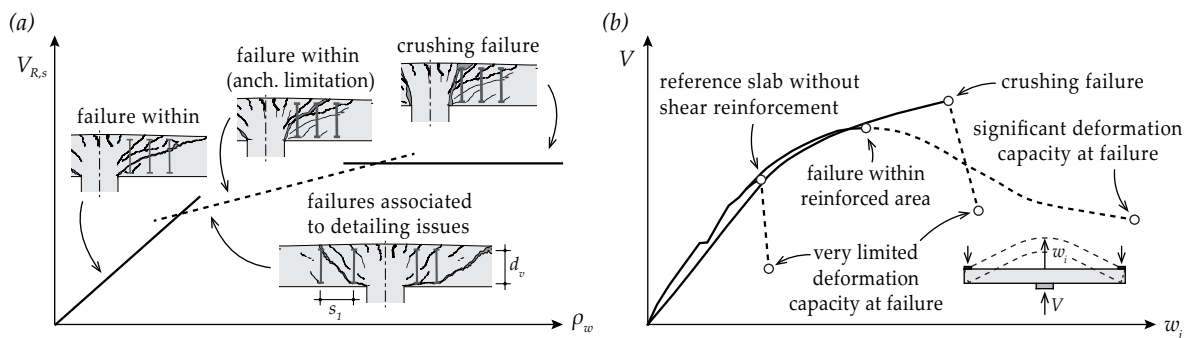 (a)
V_{R,s}
failure within
failure within
(anch. limitation)
crushing failure
failures associated
to detailing issues
s_1
d_v
ρ_w
(b)
V
reference slab without
shear reinforcement
crushing failure
significant deformation
capacity at failure
failure within
reinforced area
very limited
deformation
capacity at failure
w_i
V
w_i